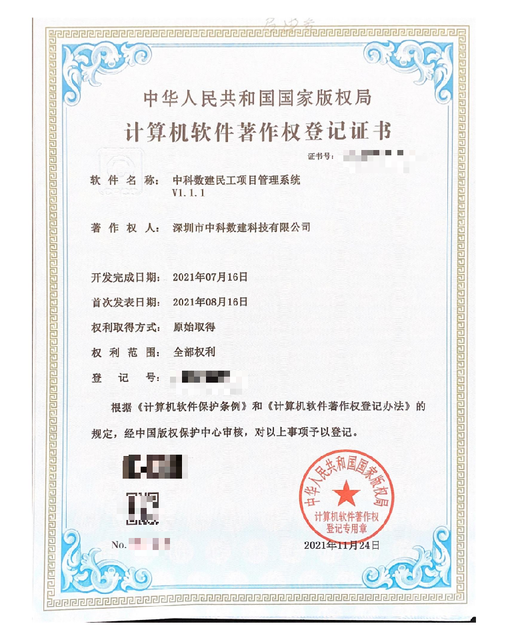 中华人民共和国国家版权局
计算机软件著作权登记证书
证书号：
软件名称： 中科数建民工项目管理系统
V1.1.1
著作权人： 深圳市中科数建科技有限公司
开发完成日期： 2021年07月16日
首次发表日期： 2021年08月16日
权利取得方式： 原始取得
权利范围： 全部权利
登记号：
根据《计算机软件保护条例》和《计算机软件著作权登记办法》的
规定，经中国版权保护中心审核，对以上事项予以登记。
中华人民共和国国家版权局
计算机软件著作权
登记专用章
No.
2021年11月24日